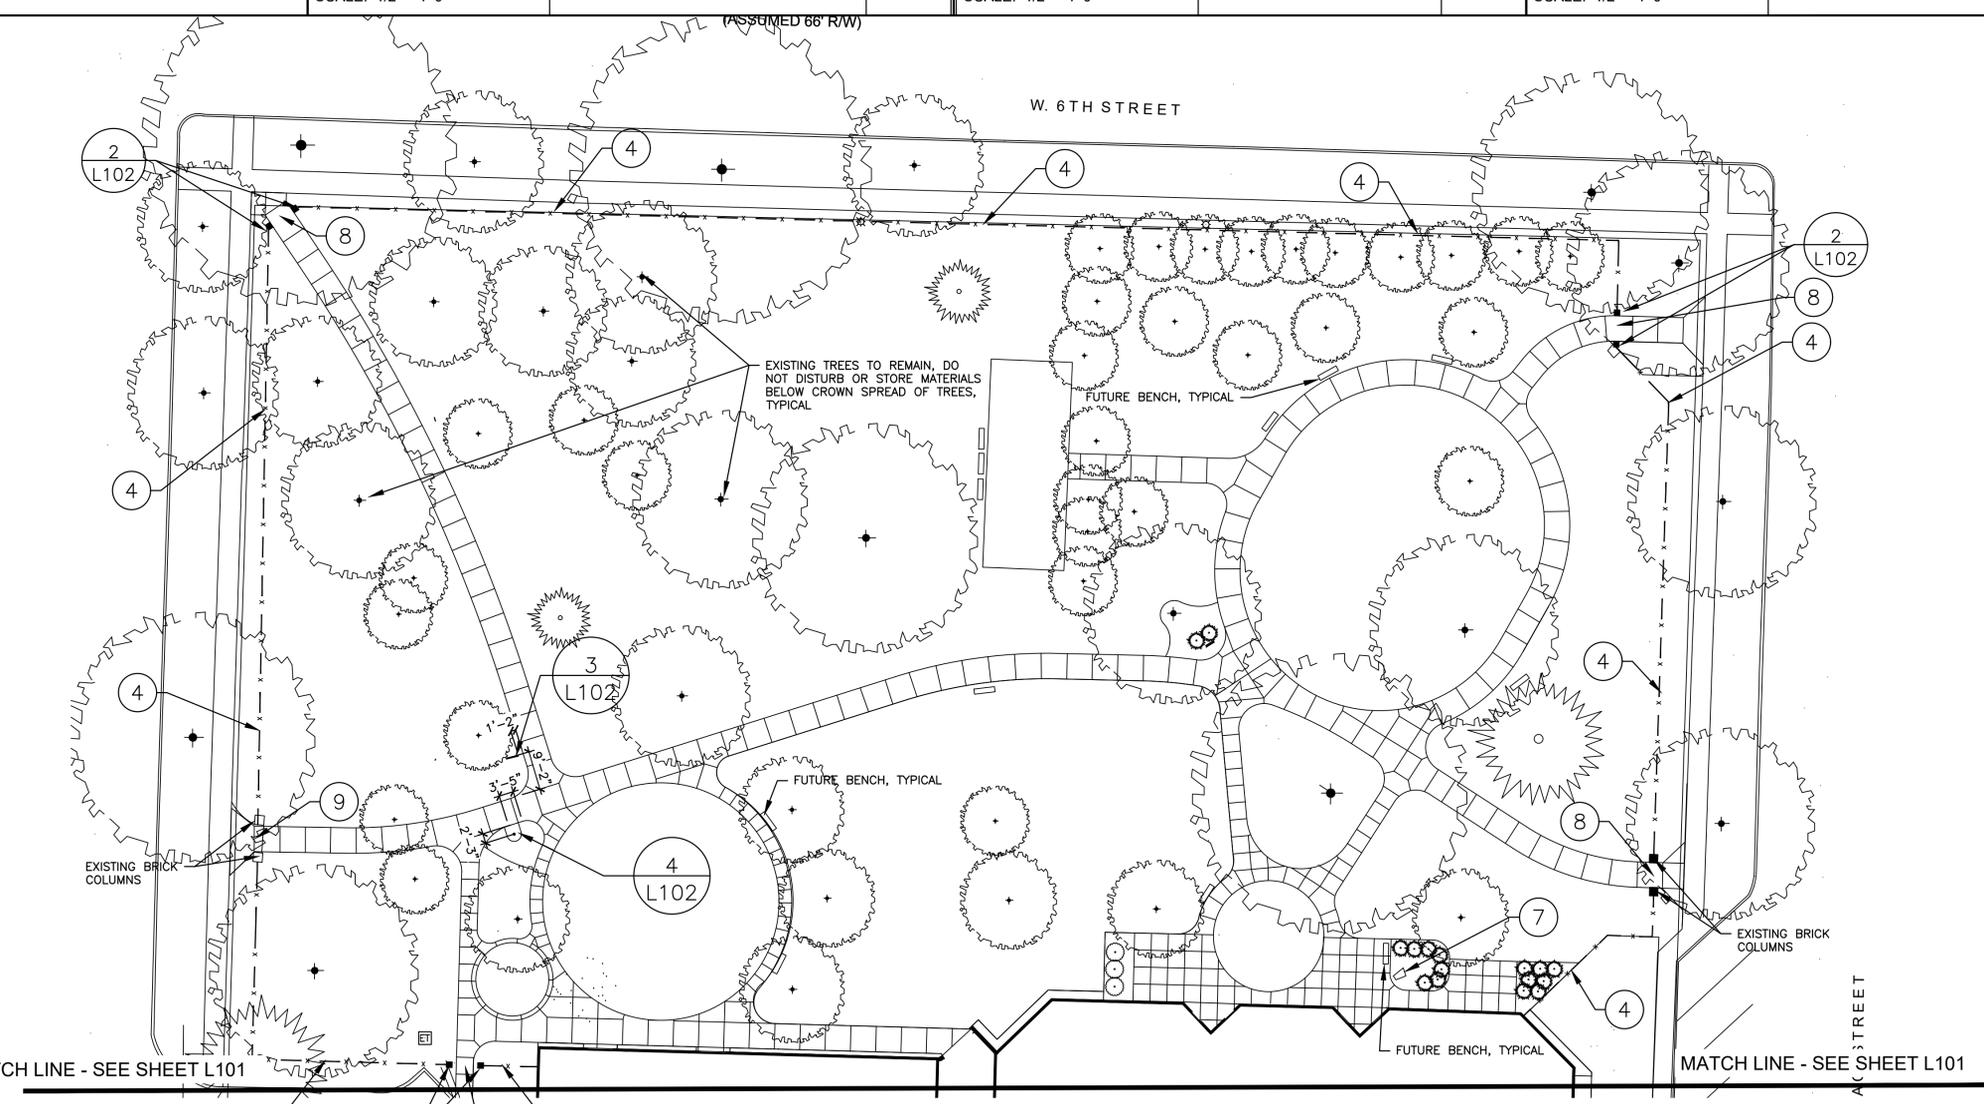 (ASSUMED 66' R/W)
W. 6TH STREET
2
L102
4
4
4
8
2
L102
8
4
EXISTING TREES TO REMAIN, DO
NOT DISTURB OR STORE MATERIALS
BELOW CROWN SPREAD OF TREES,
TYPICAL
FUTURE BENCH, TYPICAL
4
3
L102
4
4
1'-2"
9'-2"
3'-5"
2'-3"
FUTURE BENCH, TYPICAL
9
8
EXISTING BRICK
COLUMNS
4
L102
7
EXISTING BRICK
COLUMNS
4
ET
FUTURE BENCH, TYPICAL
STREET
CH LINE - SEE SHEET L101
MATCH LINE - SEE SHEET L101